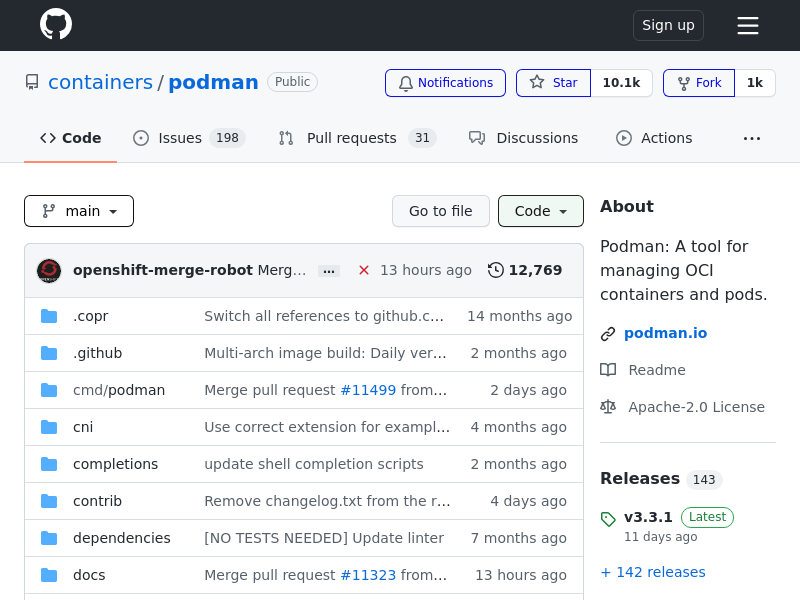 Sign up
containers / podman Public
Notifications Star 10.1k Fork 1k
Code Issues 198 Pull requests 31 Discussions Actions ...
main Go to file Code
openshift-merge-robot Merg… … 13 hours ago 12,769
.copr Switch all references to github.c… 14 months ago
.github Multi-arch image build: Daily ver… 2 months ago
cmd/podman Merge pull request #11499 from… 2 days ago
cni Use correct extension for exampl… 4 months ago
completions update shell completion scripts 2 months ago
contrib Remove changelog.txt from the r… 4 days ago
dependencies [NO TESTS NEEDED] Update linter 7 months ago
docs Merge pull request #11323 from… 13 hours ago
About
Podman: A tool for
managing OCI
containers and pods.
podman.io
Readme
Apache-2.0 License
Releases 143
v3.3.1 Latest
11 days ago
+ 142 releases